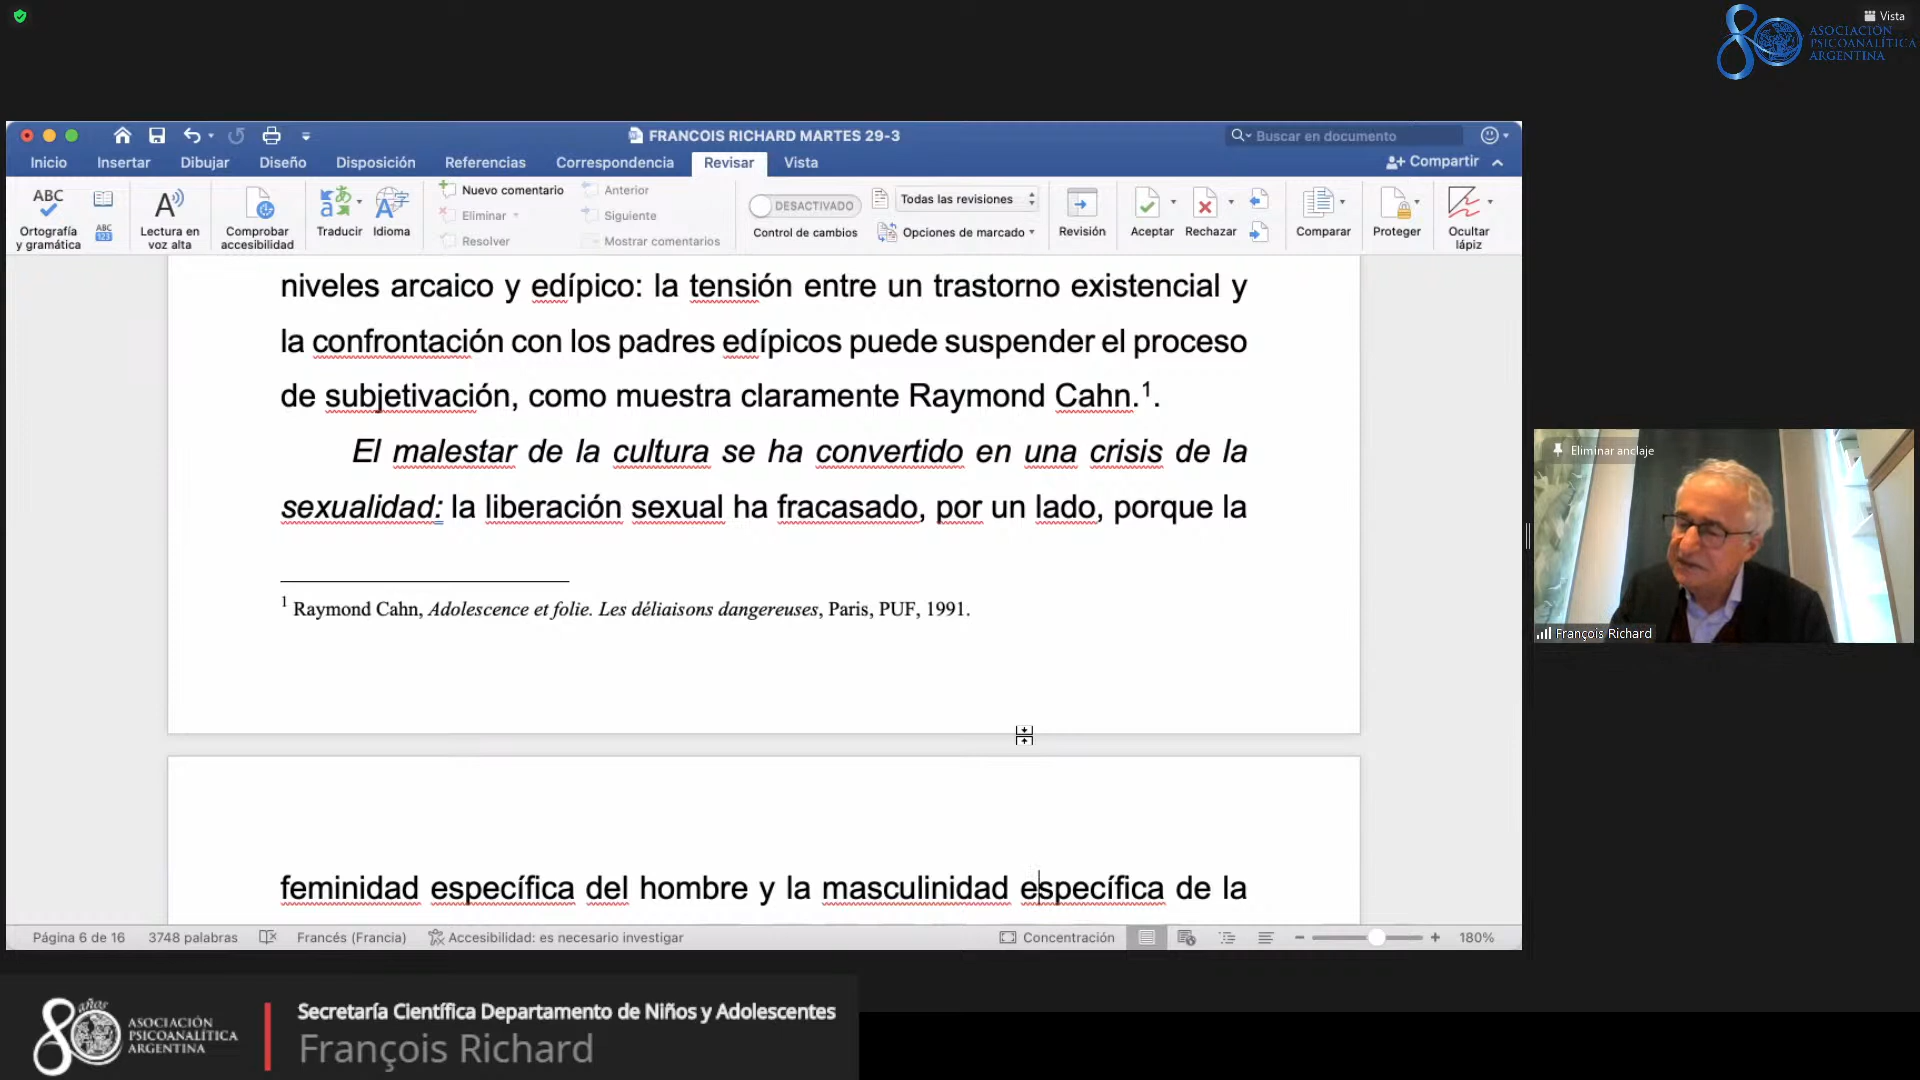 Vista
ASOCIACIÓN
PSICOANALÍTICA
ARGENTINA
FRANCOIS RICHARD MARTES 29-3
Buscar en documento
Inicio Insertar Dibujar Diseño Disposición Referencias Correspondencia Revisar Vista
Compartir
ABC
Ortografía
y gramática
ABC
123
Lectura en
voz alta
Comprobar
accesibilidad
Traducir
Idioma
Nuevo comentario
Eliminar
Resolver
Anterior
Siguiente
Mostrar comentarios
DESACTIVADO
Control de cambios
Todas las revisiones
Opciones de marcado
Revisión
Aceptar
Rechazar
Comparar
Proteger
Ocultar
lápiz
niveles arcaico y edípico: la tensión entre un trastorno existencial y
la confrontación con los padres edípicos puede suspender el proceso
de subjetivación, como muestra claramente Raymond Cahn.¹.
El malestar de la cultura se ha convertido en una crisis de la
sexualidad: la liberación sexual ha fracasado, por un lado, porque la
1 Raymond Cahn, Adolescence et folie. Les déliaisons dangereuses, Paris, PUF, 1991.
feminidad específica del hombre y la masculinidad específica de la
Página 6 de 16 3748 palabras Francés (Francia) Accesibilidad: es necesario investigar Concentración 180%
Eliminar anclaje
François Richard
80 años
ASOCIACIÓN
PSICOANALÍTICA
ARGENTINA
Secretaría Científica Departamento de Niños y Adolescentes
François Richard